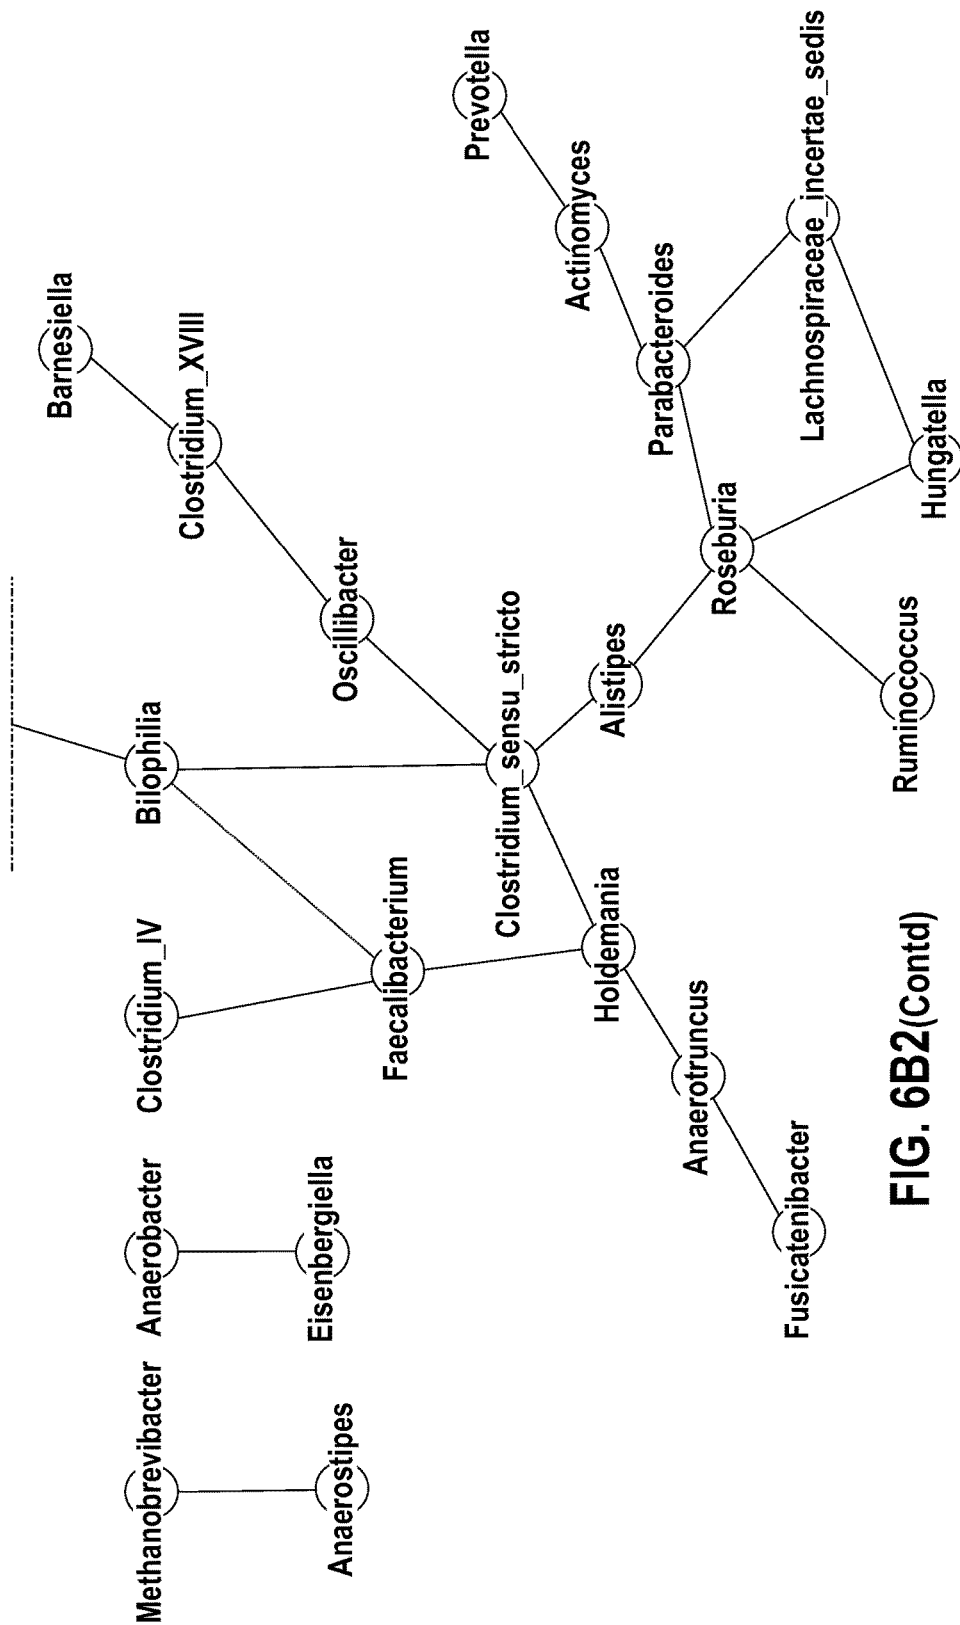 Methanobrevibacter
Anaerostipes
Anaerobacter
Eisenbergiella
Clostridium_IV
Bilophilia
Faecalibacterium
Barnesiella
Clostridium_XVIII
Oscillibacter
Clostridium_sensu_stricto
Holdemania
Anaerotruncus
Fusicatenibacter
Alistipes
Roseburia
Ruminococcus
Prevotella
Actinomyces
Parabacteroides
Lachnospiraceae_incertae_sedis
Hungatella
FIG. 6B2(Contd)